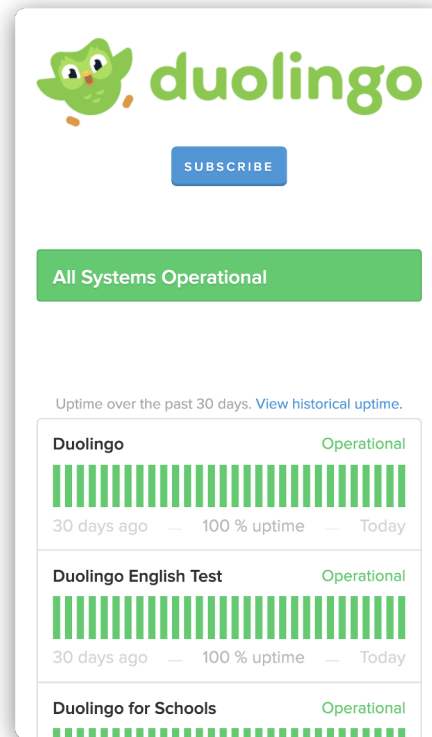 duolingo
SUBSCRIBE
All Systems Operational
Uptime over the past 30 days. View historical uptime.
Duolingo Operational
30 days ago 100 % uptime Today
Duolingo English Test Operational
30 days ago 100 % uptime Today
Duolingo for Schools Operational